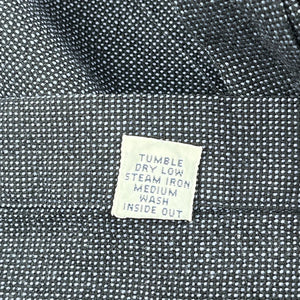 TUMBLE
DRY LOW
STEAM IRON
MEDIUM
WASH
INSIDE OUT